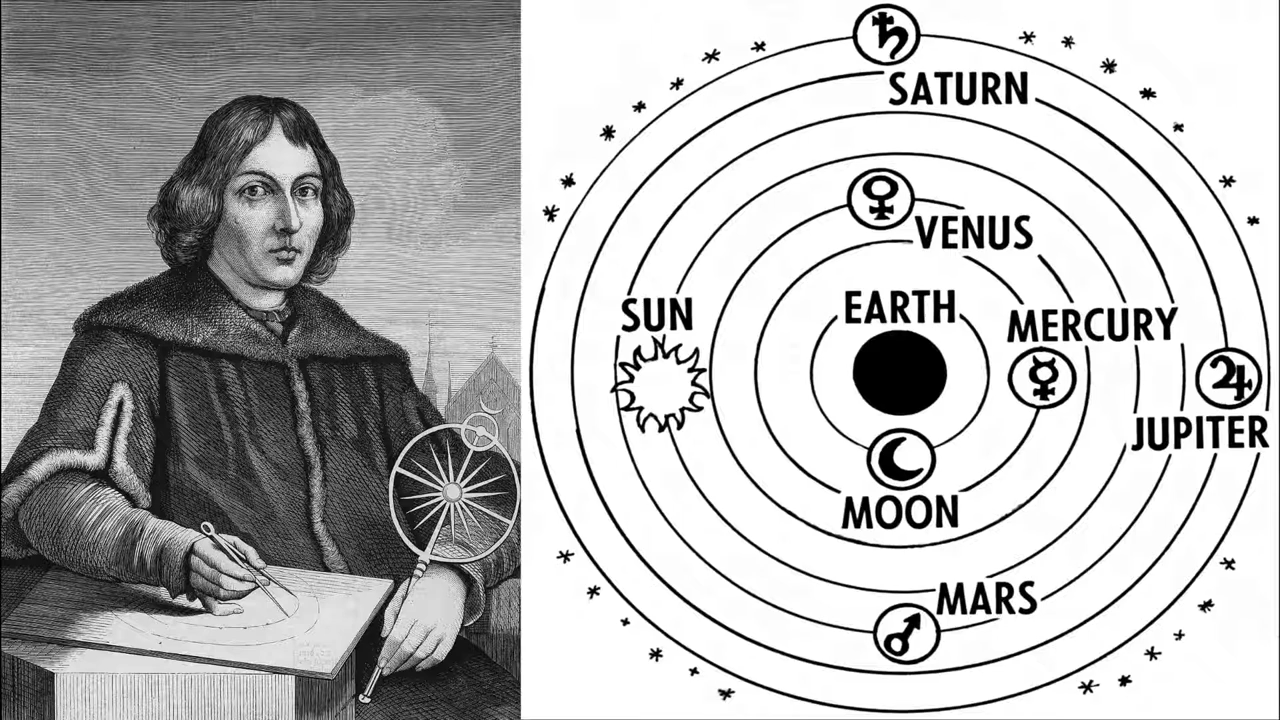 SATURN
VENUS
EARTH
SUN
MERCURY
JUPITER
MOON
MARS